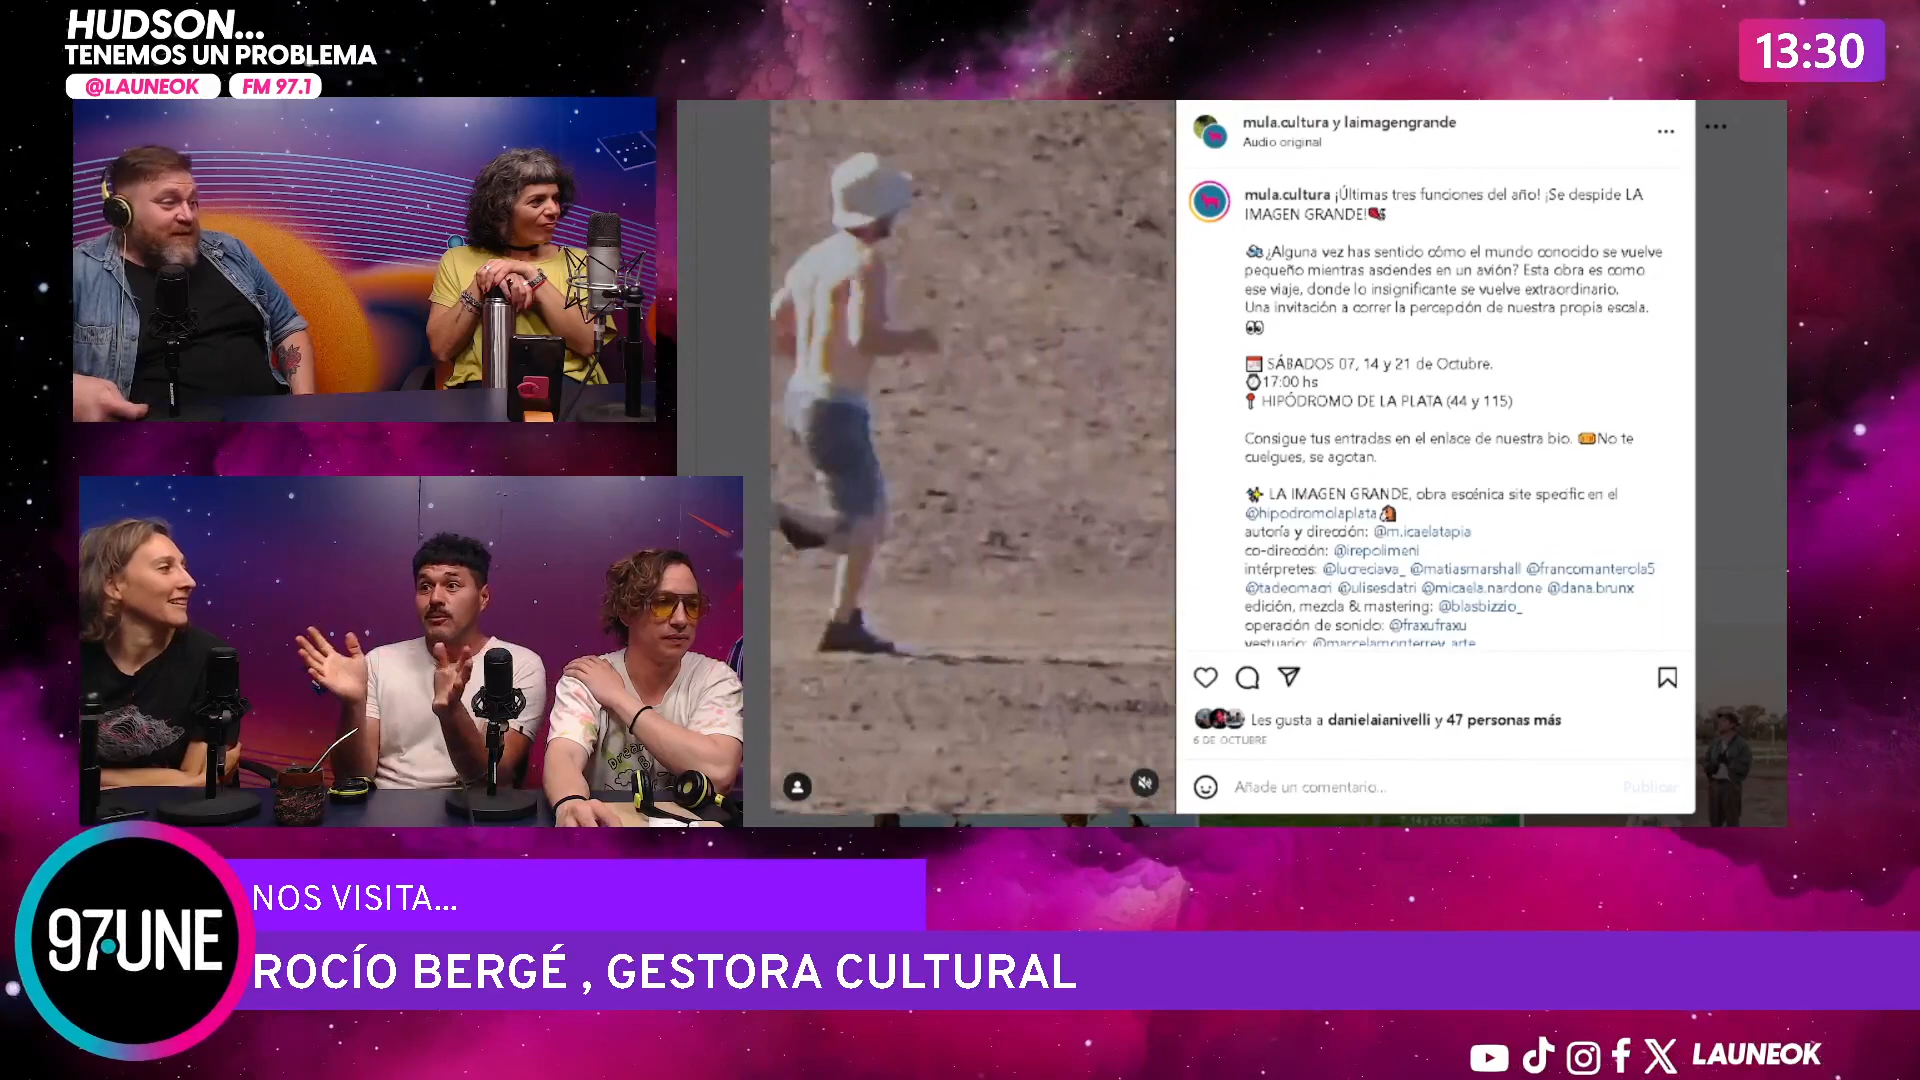 HUDSON...
TENEMOS UN PROBLEMA
@LAUNEOK FM 97.1
13:30
mula.cultura y laimagengrande
Audio original
mula.cultura ¡Últimas tres funciones del año! ¡Se despide LA
IMAGEN GRANDE!
¿Alguna vez has sentido cómo el mundo conocido se vuelve
pequeño mientras asciendes en un avión? Esta obra es como
ese viaje, donde lo insignificante se vuelve extraordinario.
Una invitación a correr la percepción de nuestra propia escala.
SÁBADOS 07, 14 y 21 de Octubre.
17:00 hs
HIPÓDROMO DE LA PLATA (44 y 115)
Consigue tus entradas en el enlace de nuestra bio. No te
cuelgues, se agotan.
LA IMAGEN GRANDE, obra escénica site specific en el
@hipodromolaplata
autoría y dirección: @m.icaelatapia
co-dirección: @irepolimeni
intérpretes: @lucreciava_ @matiasmarshall @francomanterola5
@tadeomacri @ulisesdatri @micaela.nardone @dana.brunx
edición, mezcla & mastering: @blasbizzio_
operación de sonido: @fraxufraxu
vestuario: @marcelamonterrey_arte
Les gusta a danielaianivelli y 47 personas más
6 DE OCTUBRE
Añade un comentario...
Publicar
Dream
97.UNE
NOS VISITA...
ROCÍO BERGÉ , GESTORA CULTURAL
LAUNEOK